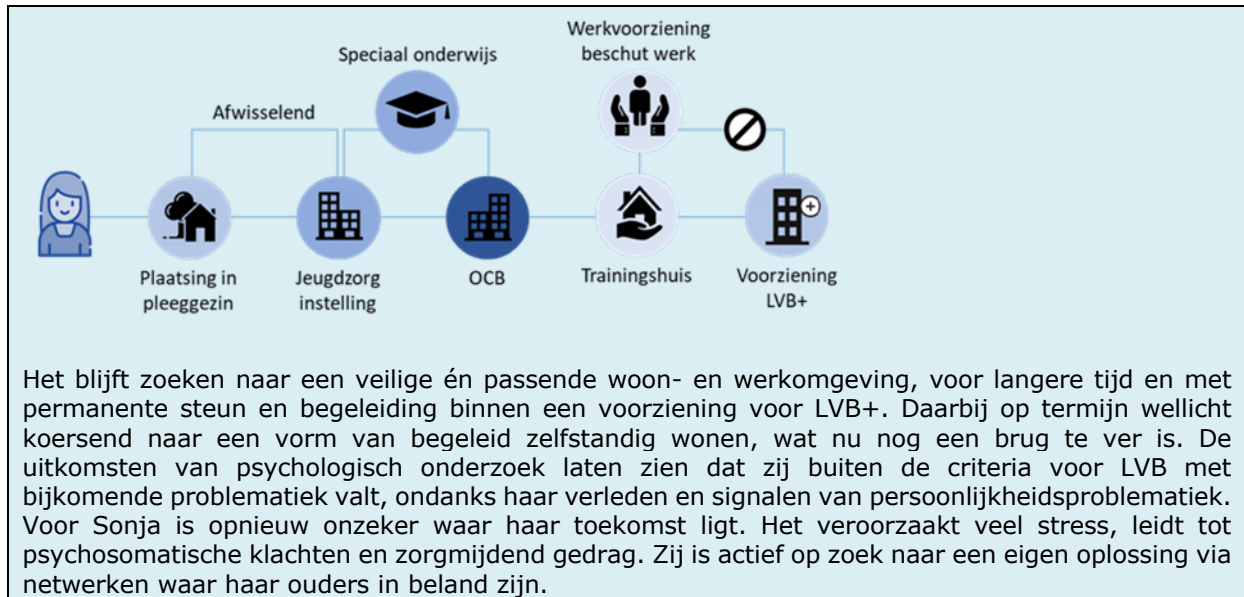 Werkvoorziening
beschut werk
Speciaal onderwijs
Afwisselend
Plaatsing in
pleeggezin
Jeugdzorg
instelling
OCB
Trainingshuis
Voorziening
LVB+
Het blijft zoeken naar een veilige én passende woon- en werkomgeving, voor langere tijd en met
permanente steun en begeleiding binnen een voorziening voor LVB+. Daarbij op termijn wellicht
koersend naar een vorm van begeleid zelfstandig wonen, wat nu nog een brug te ver is. De
uitkomsten van psychologisch onderzoek laten zien dat zij buiten de criteria voor LVB met
bijkomende problematiek valt, ondanks haar verleden en signalen van persoonlijkheidsproblematiek.
Voor Sonja is opnieuw onzeker waar haar toekomst ligt. Het veroorzaakt veel stress, leidt tot
psychosomatische klachten en zorgmijdend gedrag. Zij is actief op zoek naar een eigen oplossing via
netwerken waar haar ouders in beland zijn.